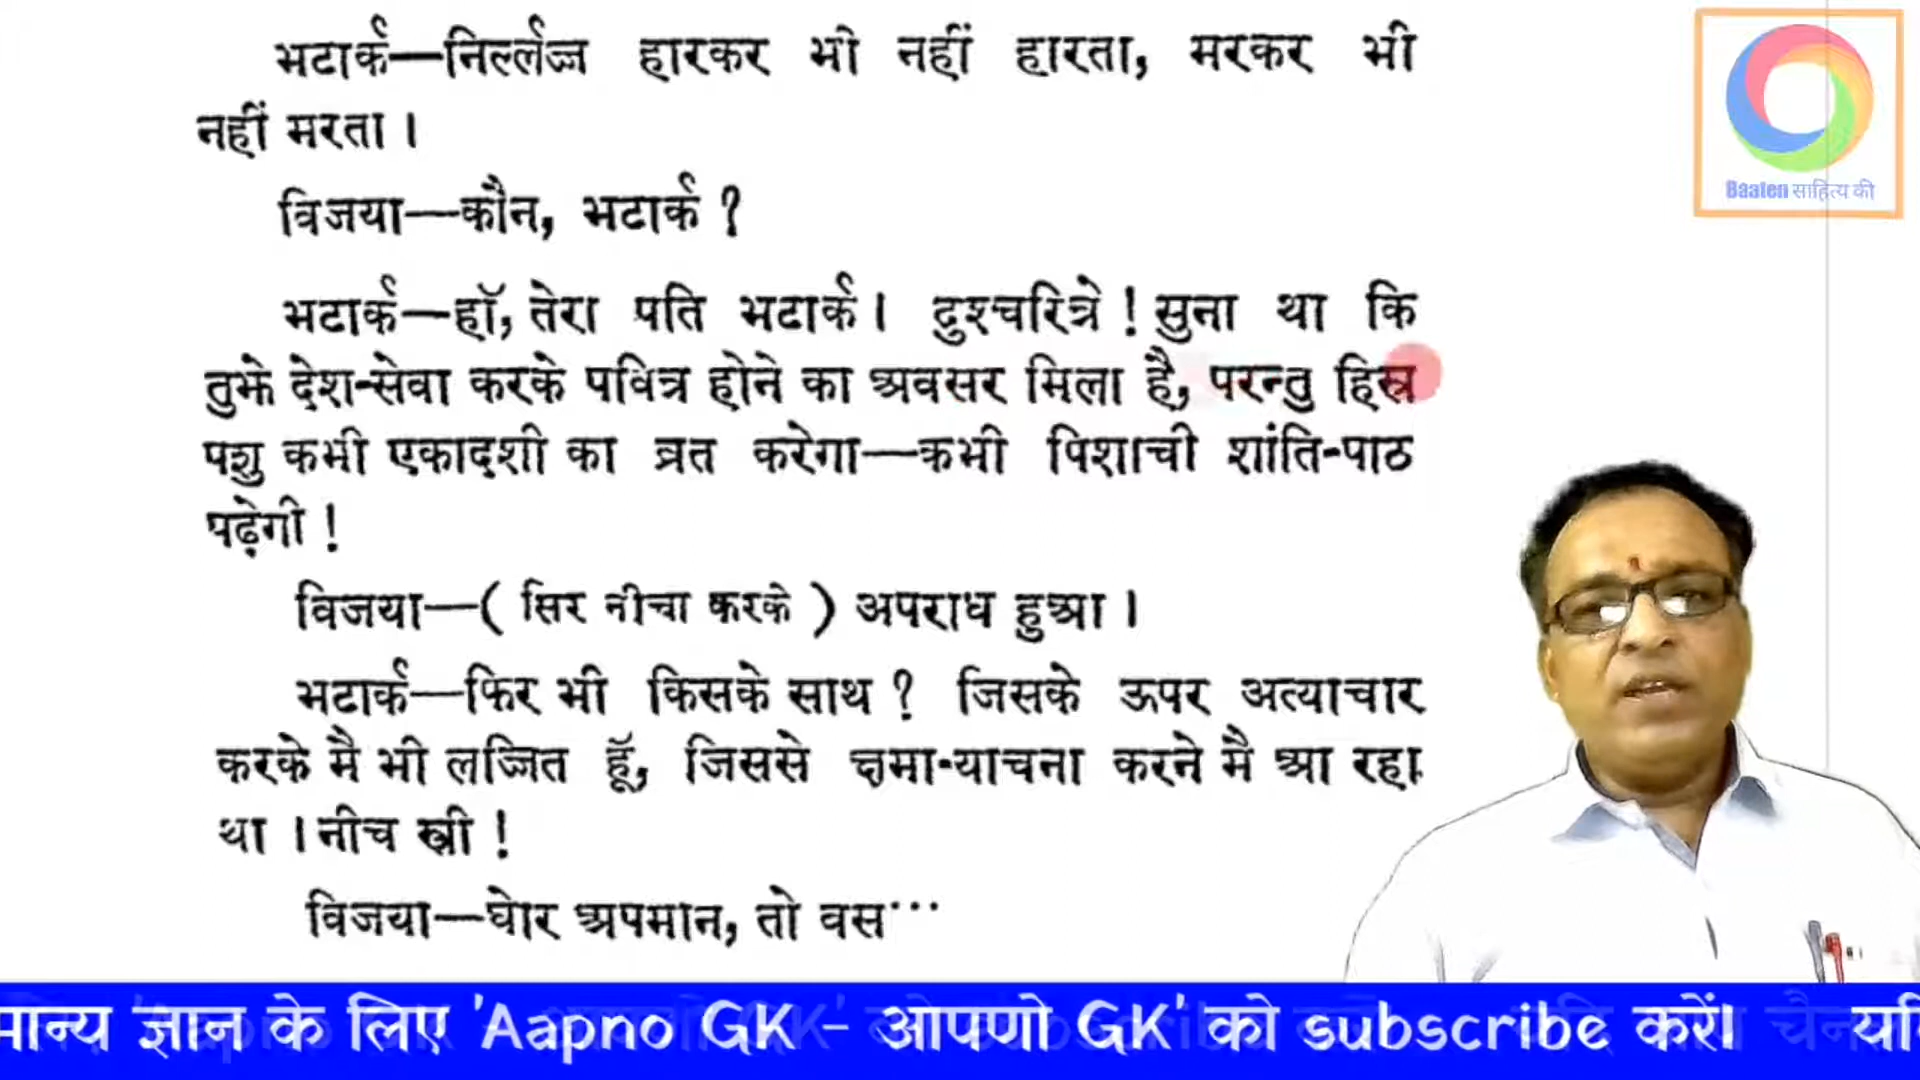 भटार्क—निर्ल्लज्ज हारकर भी नहीं हारता, मरकर भी
नहीं मरता।
विजया—कौन, भटार्क ?
भटार्क—हॉ, तेरा पति भटार्क। दुश्चरित्रे ! सुना था कि
तुझे देश-सेवा करके पवित्र होने का अवसर मिला है, परन्तु हिस्र
पशु कभी एकादशी का व्रत करेगा—कभी पिशाची शांति-पाठ
पढ़ेगी !
विजया—( सिर नीचा करके ) अपराध हुआ।
भटार्क—फिर भी किसके साथ ? जिसके ऊपर अत्याचार
करके मै भी लज्जित हूॅ, जिससे क्षमा-याचना करने मै आ रहा
था । नीच स्त्री !
विजया—घोर अपमान, तो वस···
Baaten साहित्य की
मान्य ज्ञान के लिए 'Aapno GK - आपणो GK' को subscribe करें। यदि